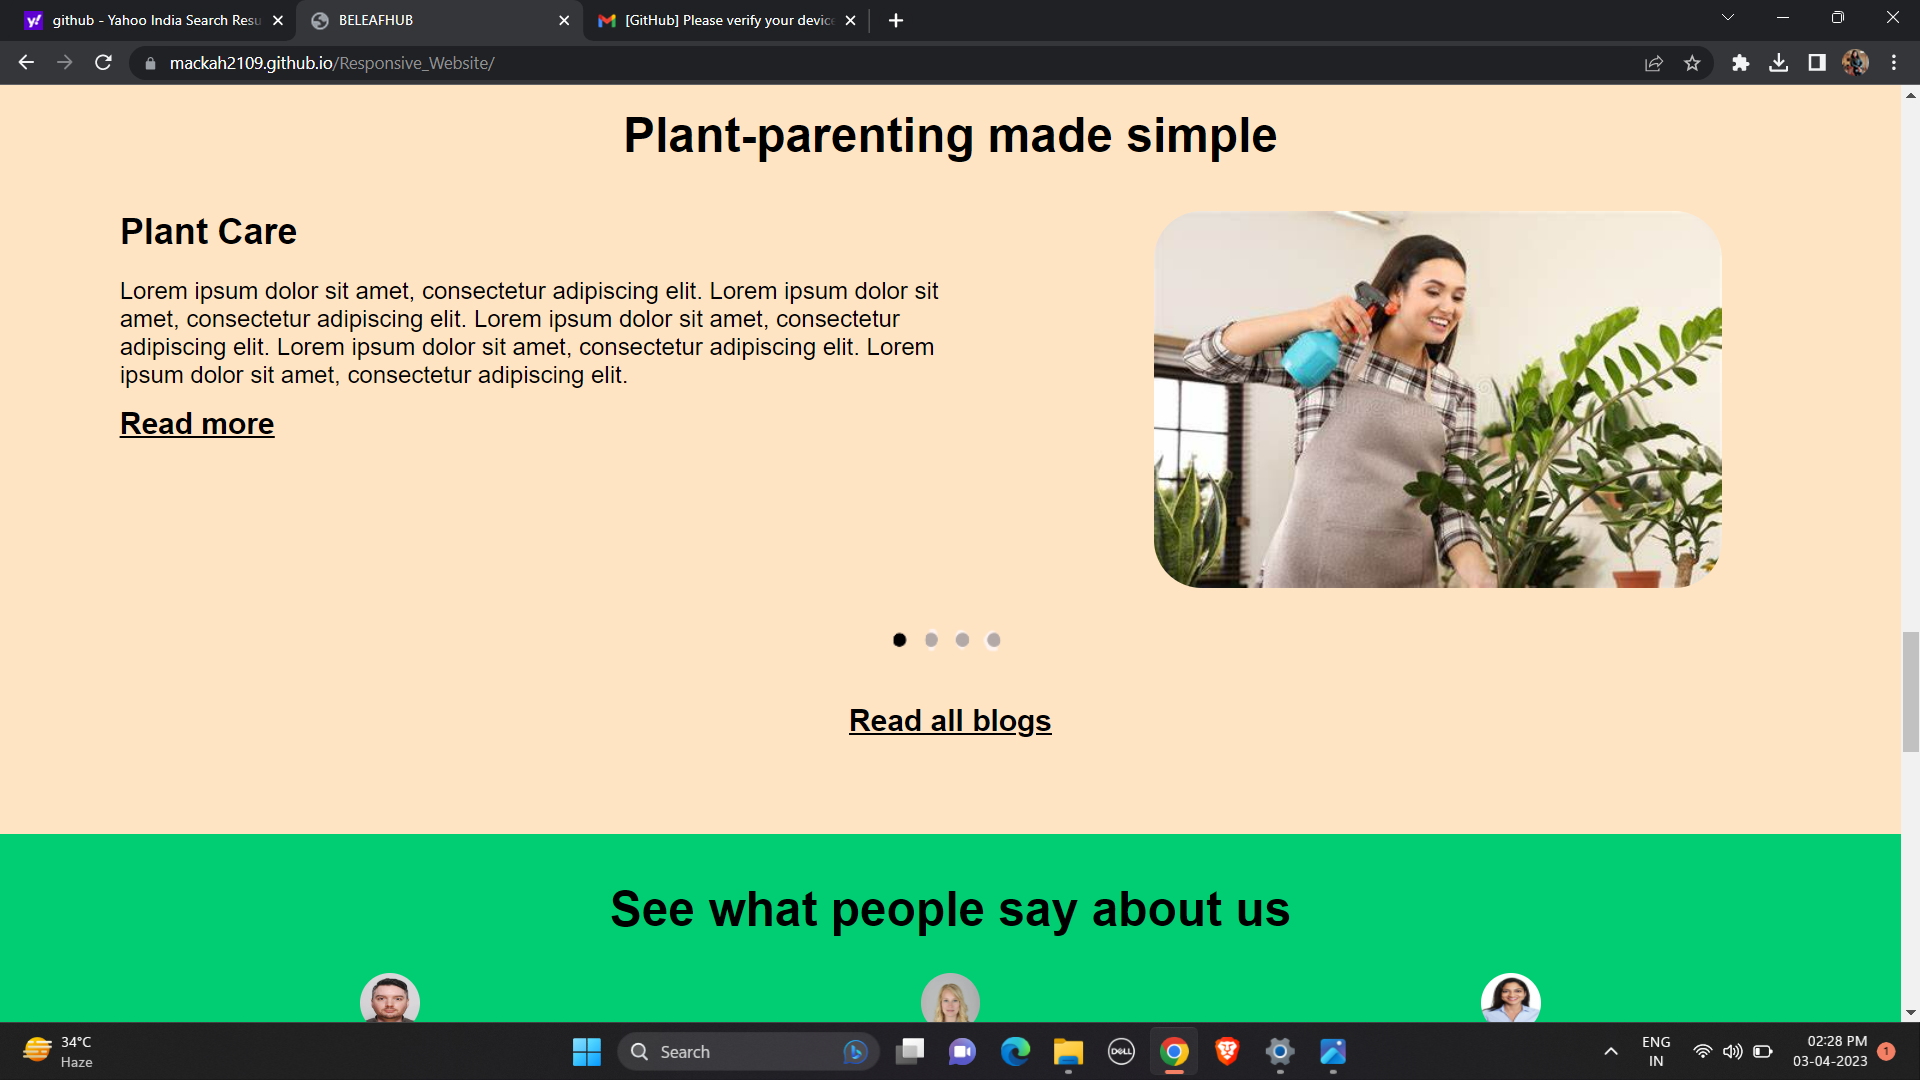 github - Yahoo India Search Resu
BELEAFHUB
[GitHub] Please verify your device
mackah2109.github.io/Responsive_Website/
Plant-parenting made simple
Plant Care
Lorem ipsum dolor sit amet, consectetur adipiscing elit. Lorem ipsum dolor sit
amet, consectetur adipiscing elit. Lorem ipsum dolor sit amet, consectetur
adipiscing elit. Lorem ipsum dolor sit amet, consectetur adipiscing elit. Lorem
ipsum dolor sit amet, consectetur adipiscing elit.
Read more
Read all blogs
See what people say about us
34°C
Haze
Search
DELL
ENG
IN
02:28 PM
03-04-2023
1